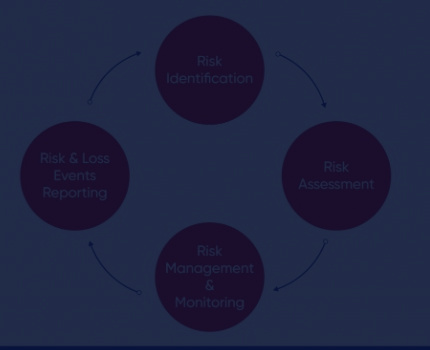 Risk
Identification
Risk
Assessment
Risk
Management
&
Monitoring
Risk & Loss
Events
Reporting